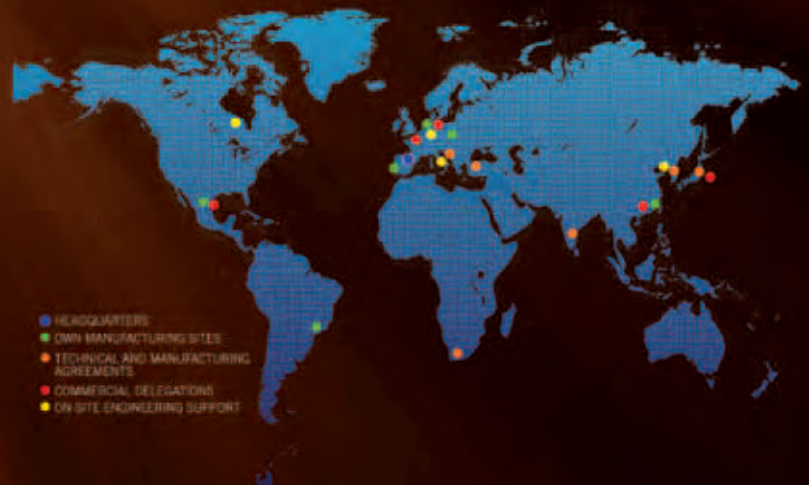 HEADQUARTERS
OWN MANUFACTURING SITES
TECHNICAL AND MANUFACTURING
AGREEMENTS
COMMERCIAL DELEGATIONS
ON SITE ENGINEERING SUPPORT